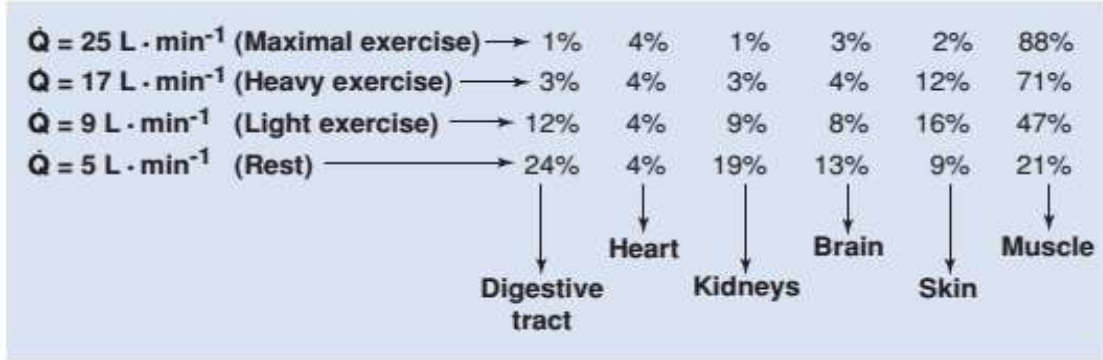 Q̇ = 25 L · min⁻¹ (Maximal exercise) → 1% 4% 1% 3% 2% 88%
Q̇ = 17 L · min⁻¹ (Heavy exercise) → 3% 4% 3% 4% 12% 71%
Q̇ = 9 L · min⁻¹ (Light exercise) → 12% 4% 9% 8% 16% 47%
Q̇ = 5 L · min⁻¹ (Rest) → 24% 4% 19% 13% 9% 21%
Heart Brain Muscle
Digestive Kidneys Skin
tract